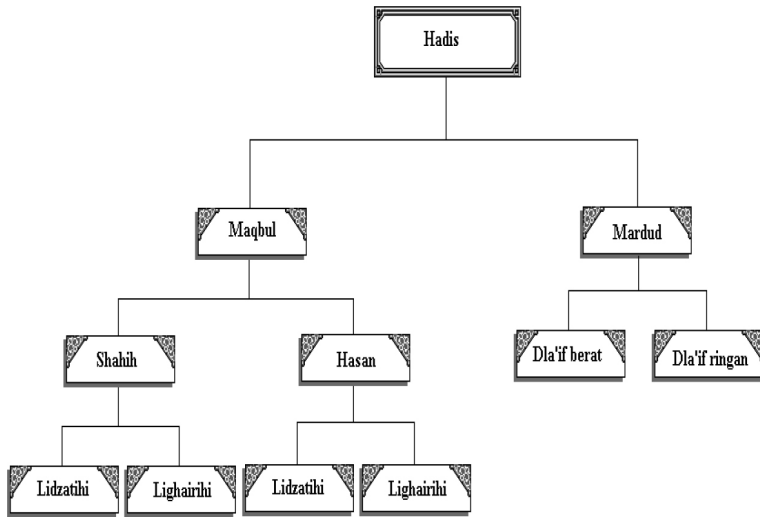 Hadis
Maqbul
Mardud
Shahih
Hasan
Dla'if berat
Dla'if ringan
Lidzatihi
Lighairihi
Lidzatihi
Lighairihi